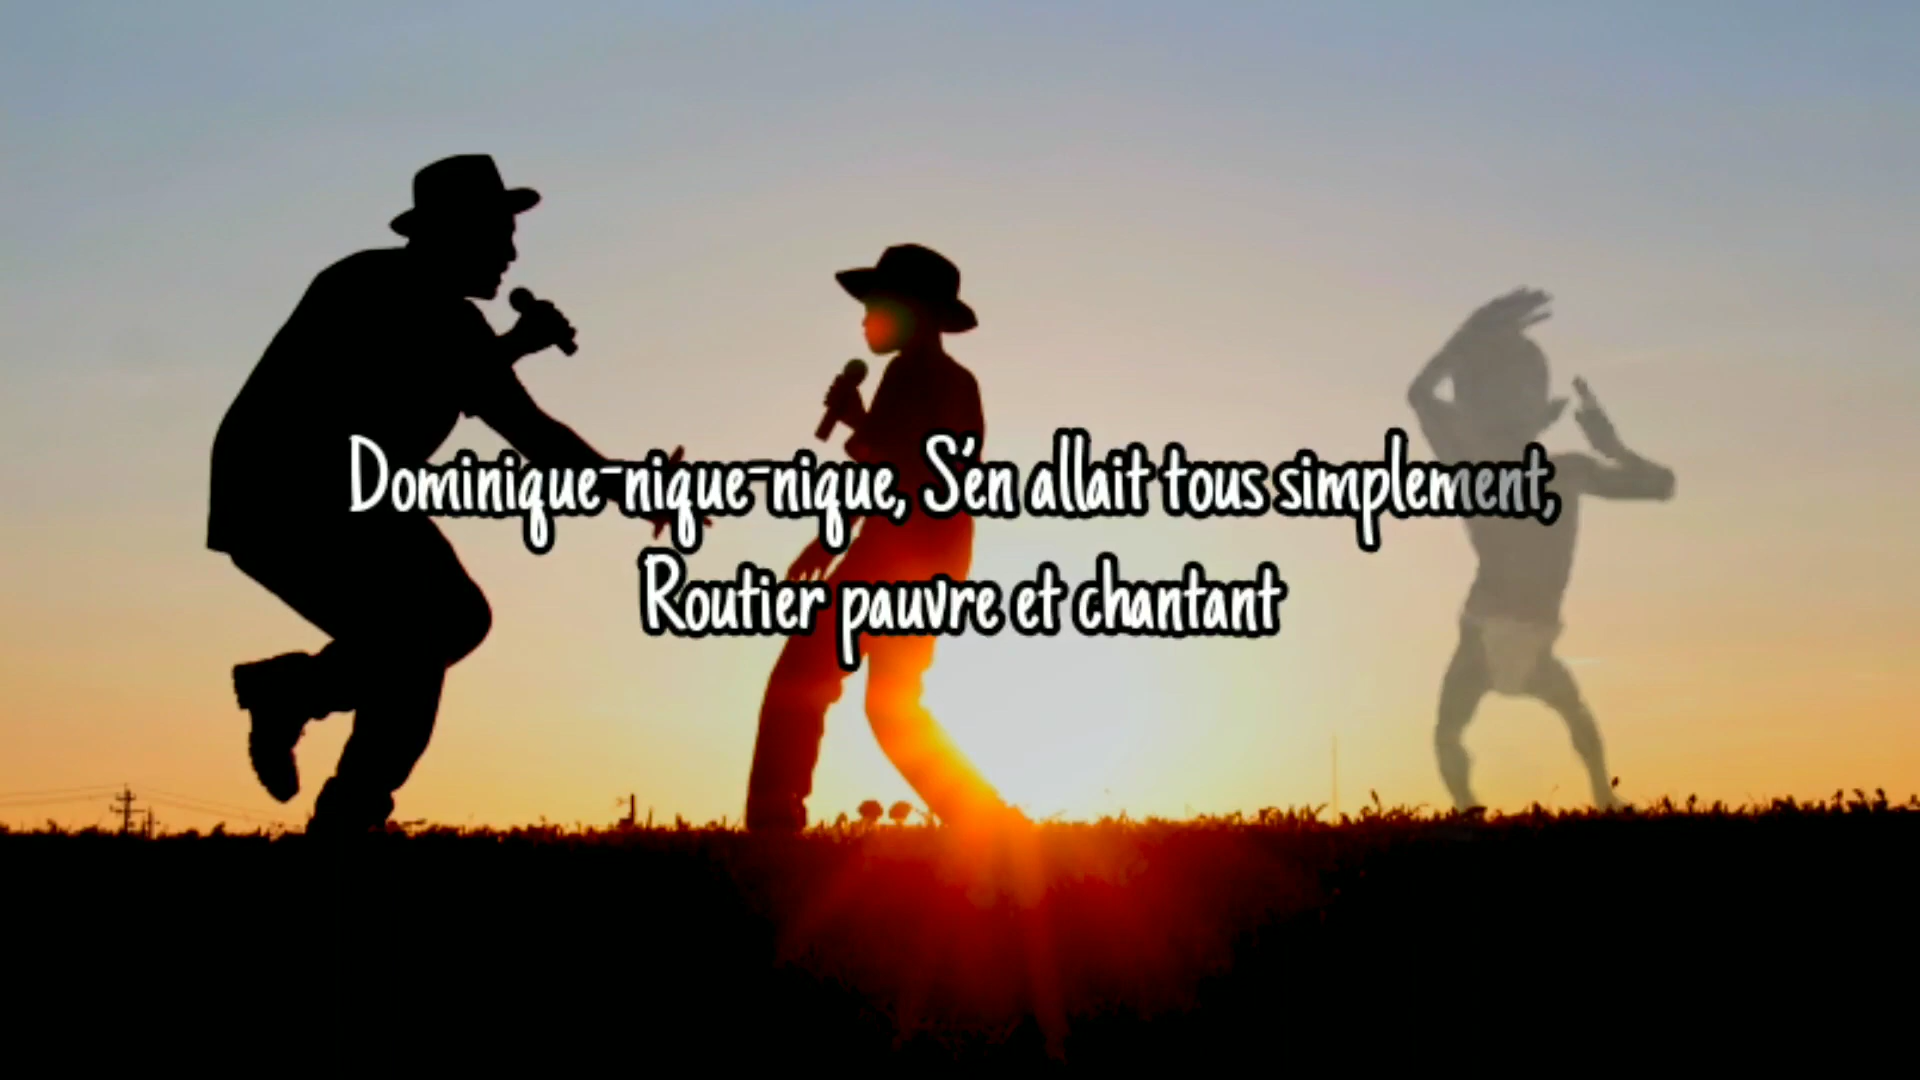 Dominique-nique-nique, S'en allait tous simplement,
Routier pauvre et chantant